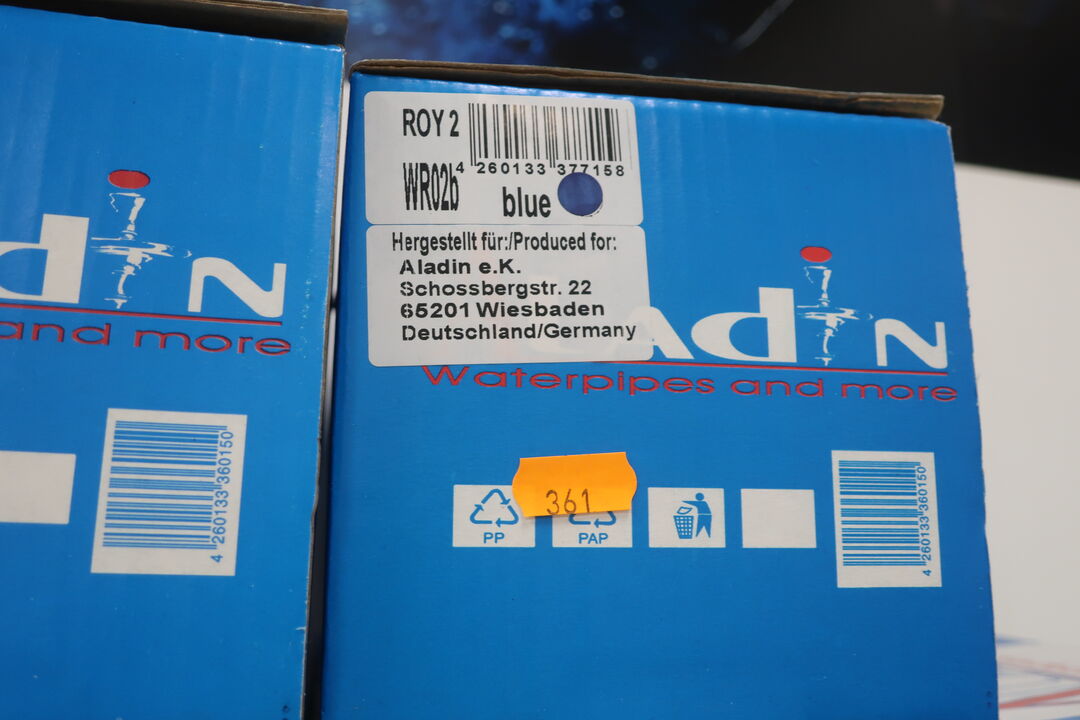 ROY 2
4 260133 377158
WR02b
blue
Hergestellt für:/Produced for:
Aladin e.K.
Schossbergstr. 22
65201 Wiesbaden
Deutschland/Germany
Adin
Waterpipes and more
361
PP
PAP
4 260133 360150
din
and more
4 260133 360150